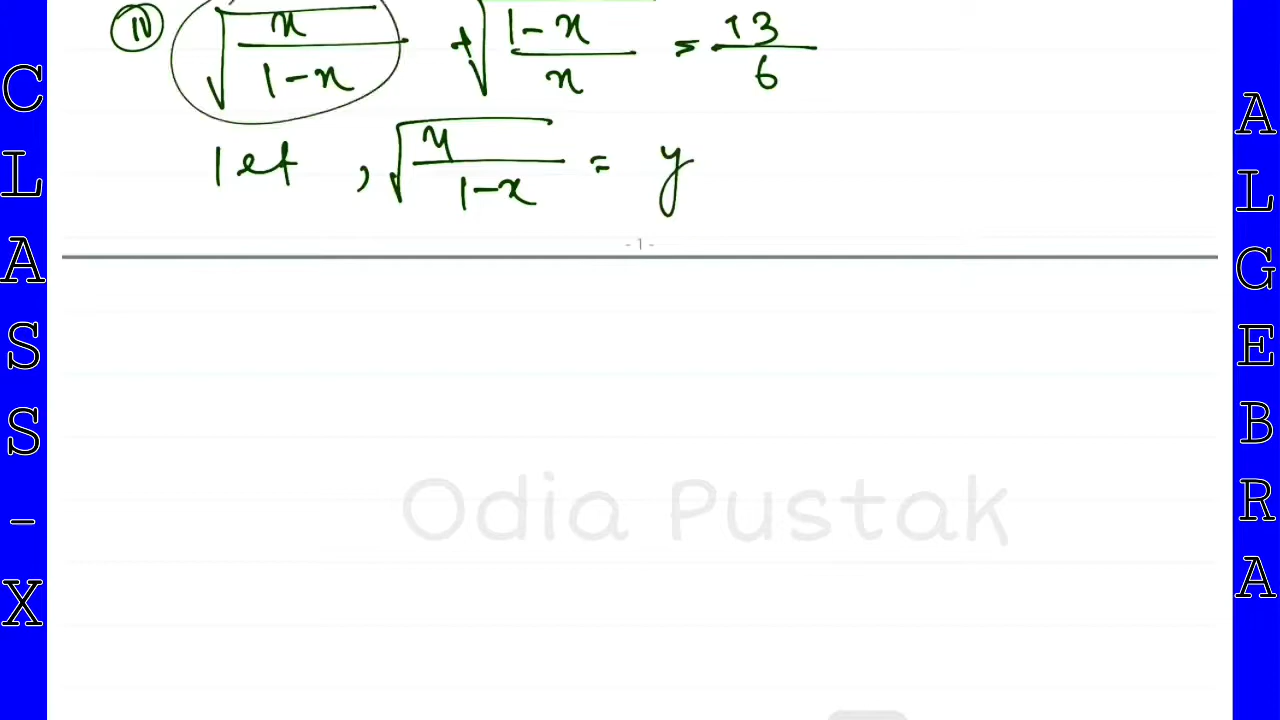 (iv) √(x/(1-x)) + √((1-x)/x) = 13/6
let , √(x/(1-x)) = y
- 1 -
Odia Pustak
CLASS-X
ALGEBRA